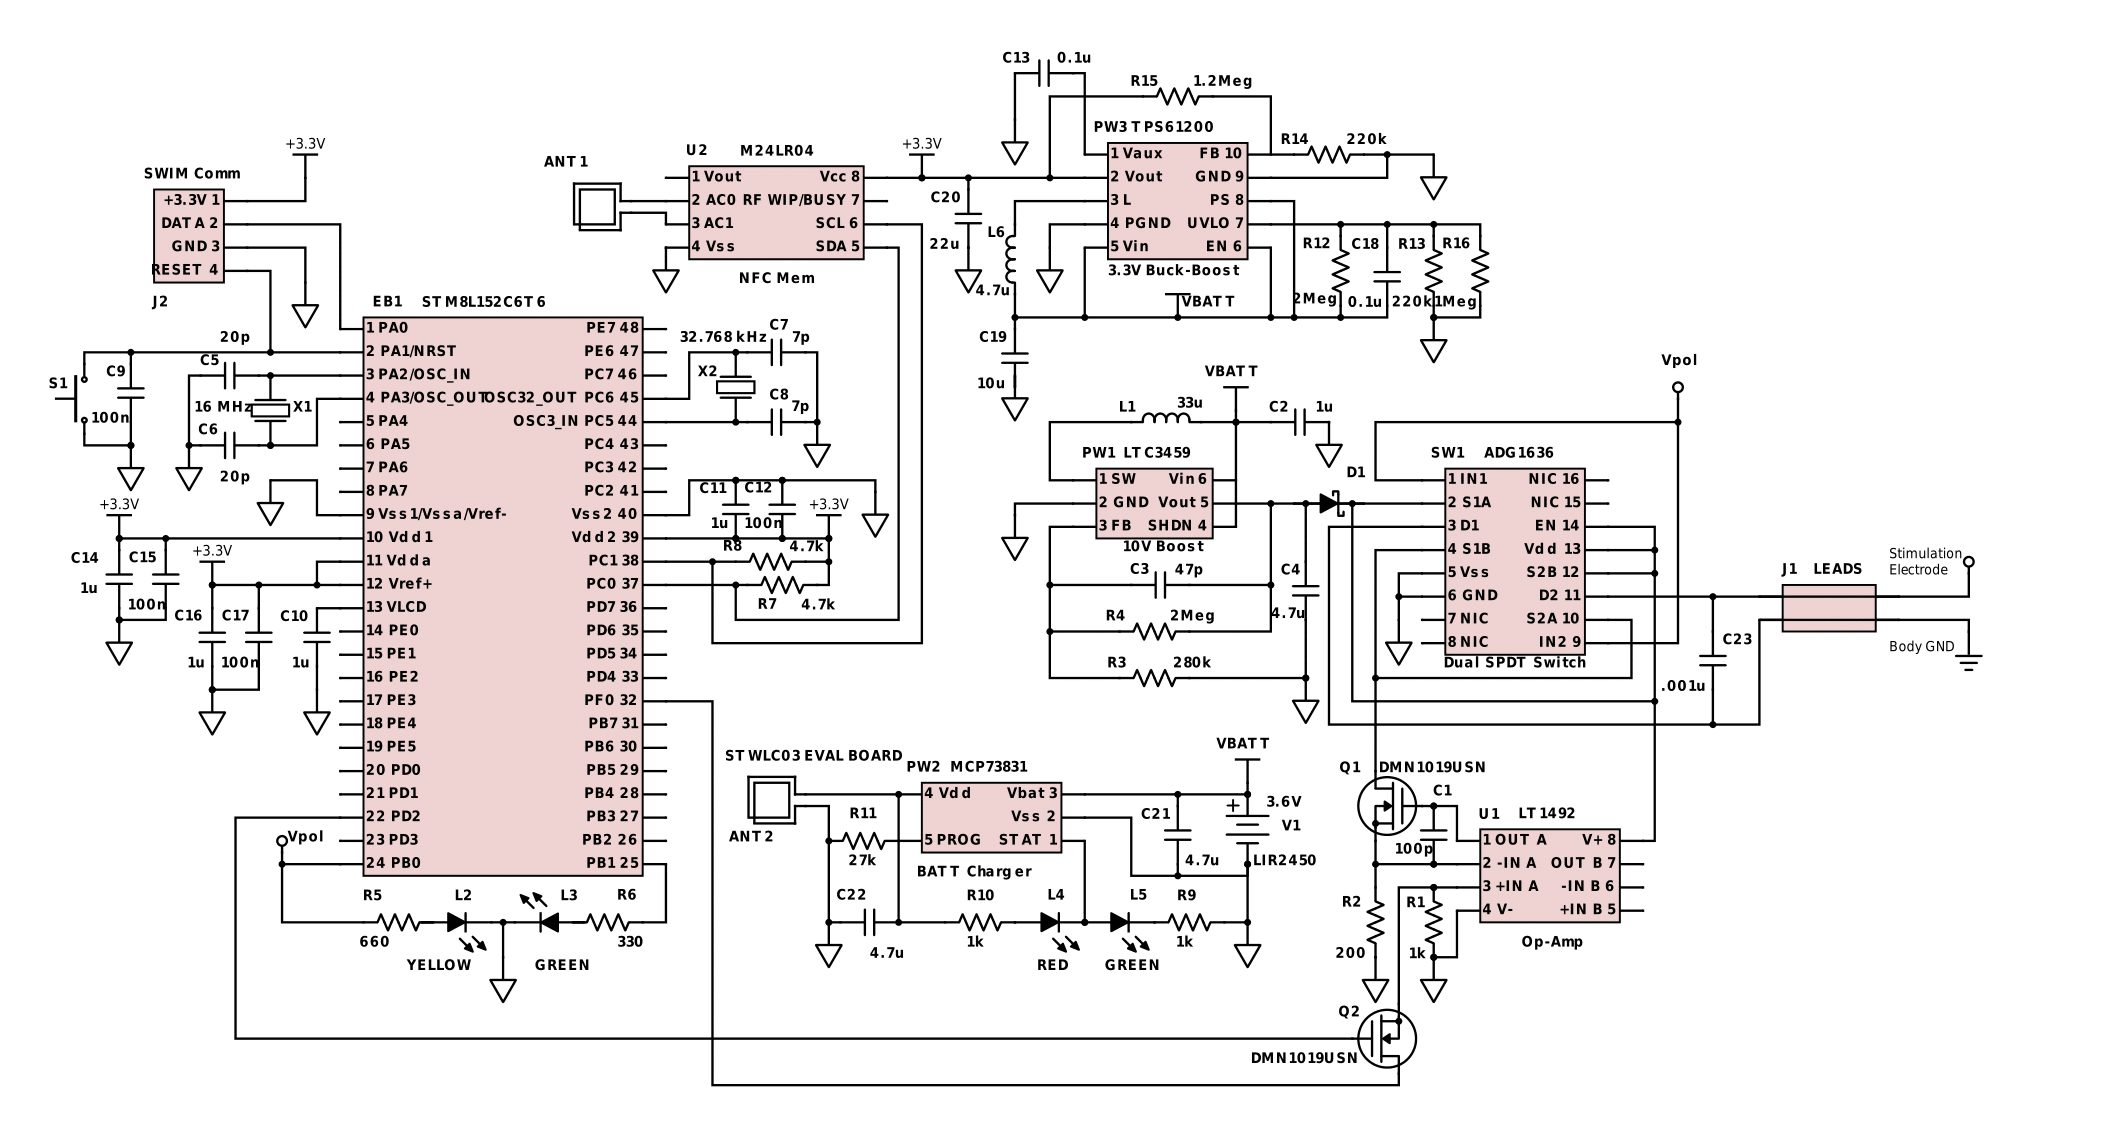 C13 0.1u
R15 1.2Meg
PW3 TPS61200
R14 220k
1 Vaux FB 10
2 Vout GND 9
3 L PS 8
4 PGND UVLO 7
5 Vin EN 6
3.3V Buck-Boost
+3.3V
C20
22u
L6
4.7u
VBATT
R12
2Meg
C18
0.1u
R13
220k
R16
1Meg
C19
10u
SWIM Comm
+3.3V 1
DATA 2
GND 3
RESET 4
J2
+3.3V
ANT1
U2 M24LR04
1 Vout Vcc 8
2 AC0 RF WIP/BUSY 7
3 AC1 SCL 6
4 Vss SDA 5
NFC Mem
EB1 STM8L152C6T6
1 PA0 PE7 48
2 PA1/NRST PE6 47
3 PA2/OSC_IN PC7 46
4 PA3/OSC_OUT OSC32_OUT PC6 45
5 PA4 OSC3_IN PC5 44
6 PA5 PC4 43
7 PA6 PC3 42
8 PA7 PC2 41
9 Vss1/Vssa/Vref- Vss2 40
10 Vdd1 Vdd2 39
11 Vdda PC1 38
12 Vref+ PC0 37
13 VLCD PD7 36
14 PE0 PD6 35
15 PE1 PD5 34
16 PE2 PD4 33
17 PE3 PF0 32
18 PE4 PB7 31
19 PE5 PB6 30
20 PD0 PB5 29
21 PD1 PB4 28
22 PD2 PB3 27
23 PD3 PB2 26
24 PB0 PB1 25
S1
C9
100n
20p
C5
16 MHz X1
C6
20p
+3.3V
C14
1u
C15
100n
+3.3V
C16
1u
C17
100n
C10
1u
32.768 kHz
C7
7p
X2
C8
7p
C11
1u
C12
100n
+3.3V
R8 4.7k
R7 4.7k
Vpol
R5
660
L2
YELLOW
L3
GREEN
R6
330
VBATT
L1 33u
C2 1u
PW1 LTC3459
1 SW Vin 6
2 GND Vout 5
3 FB SHDN 4
10V Boost
D1
C3 47p
R4 2Meg
R3 280k
C4
4.7u
Vpol
SW1 ADG1636
1 IN1 NIC 16
2 S1A NIC 15
3 D1 EN 14
4 S1B Vdd 13
5 Vss S2B 12
6 GND D2 11
7 NIC S2A 10
8 NIC IN2 9
Dual SPDT Switch
C23
.001u
J1 LEADS
Stimulation
Electrode
Body GND
STWLC03 EVAL BOARD
ANT2
PW2 MCP73831
4 Vdd Vbat 3
Vss 2
5 PROG STAT 1
BATT Charger
R11
27k
C22
4.7u
R10
1k
L4
RED
L5
GREEN
R9
1k
C21
4.7u
VBATT
+
3.6V
V1
LIR2450
Q1 DMN1019USN
C1
100p
U1 LT1492
1 OUT A V+ 8
2 -IN A OUT B 7
3 +IN A -IN B 6
4 V- +IN B 5
Op-Amp
R2
200
R1
1k
Q2
DMN1019USN